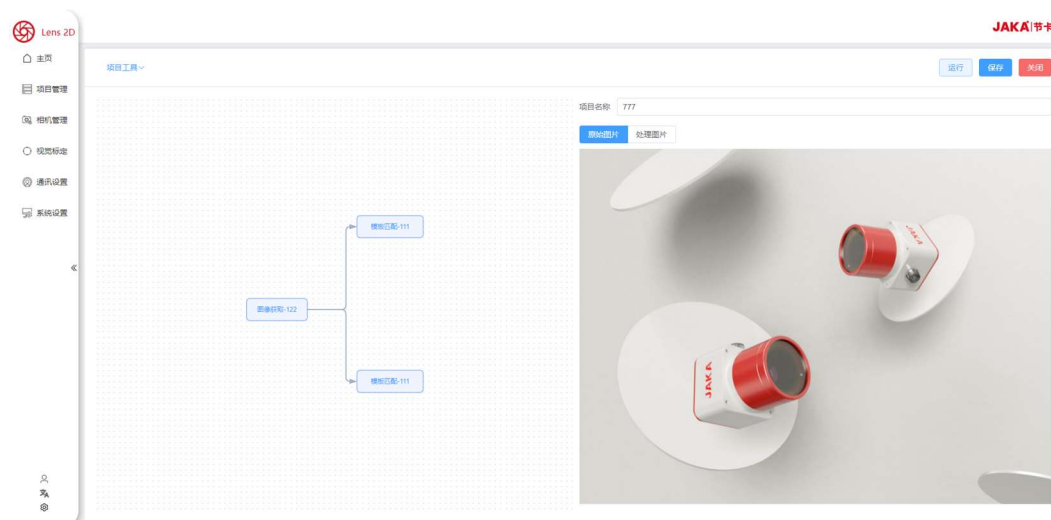 Lens 2D
JAKA 节卡
主页
项目管理
相机管理
视觉标定
通讯设置
系统设置
项目工具
运行 保存 关闭
项目名称 777
原始图片 处理图片
模板匹配-111
图像获取-122
模板匹配-111
JAKA
JAKA